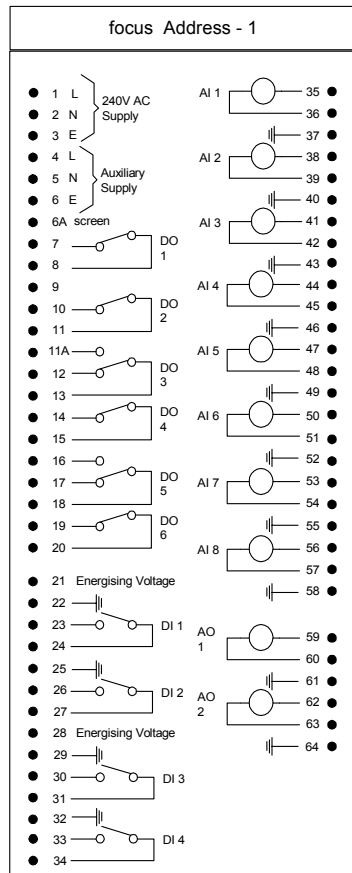 focus Address - 1
1 L
2 N
3 E
240V AC
Supply
4 L
5 N
6 E
Auxiliary
Supply
6A screen
7
8
DO
1
9
10
11
DO
2
11A
12
13
DO
3
14
15
DO
4
16
17
18
DO
5
19
20
DO
6
21 Energising Voltage
22
23
24
DI 1
25
26
27
DI 2
28 Energising Voltage
29
30
31
DI 3
32
33
34
DI 4
AI 1
35
36
37
AI 2
38
39
40
AI 3
41
42
43
AI 4
44
45
46
AI 5
47
48
49
AI 6
50
51
52
AI 7
53
54
55
AI 8
56
57
58
AO
1
59
60
61
AO
2
62
63
64